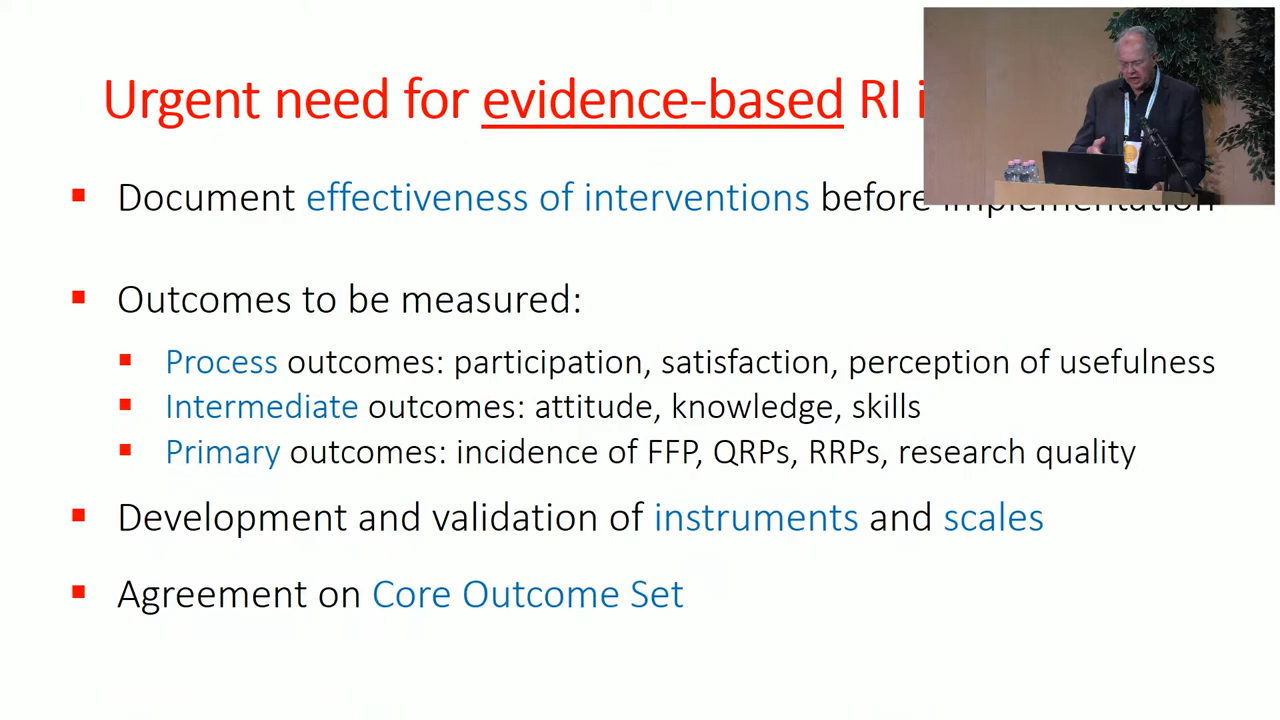 Urgent need for evidence-based RI
Document effectiveness of interventions before implementation
Outcomes to be measured:
Process outcomes: participation, satisfaction, perception of usefulness
Intermediate outcomes: attitude, knowledge, skills
Primary outcomes: incidence of FFP, QRPs, RRPs, research quality
Development and validation of instruments and scales
Agreement on Core Outcome Set